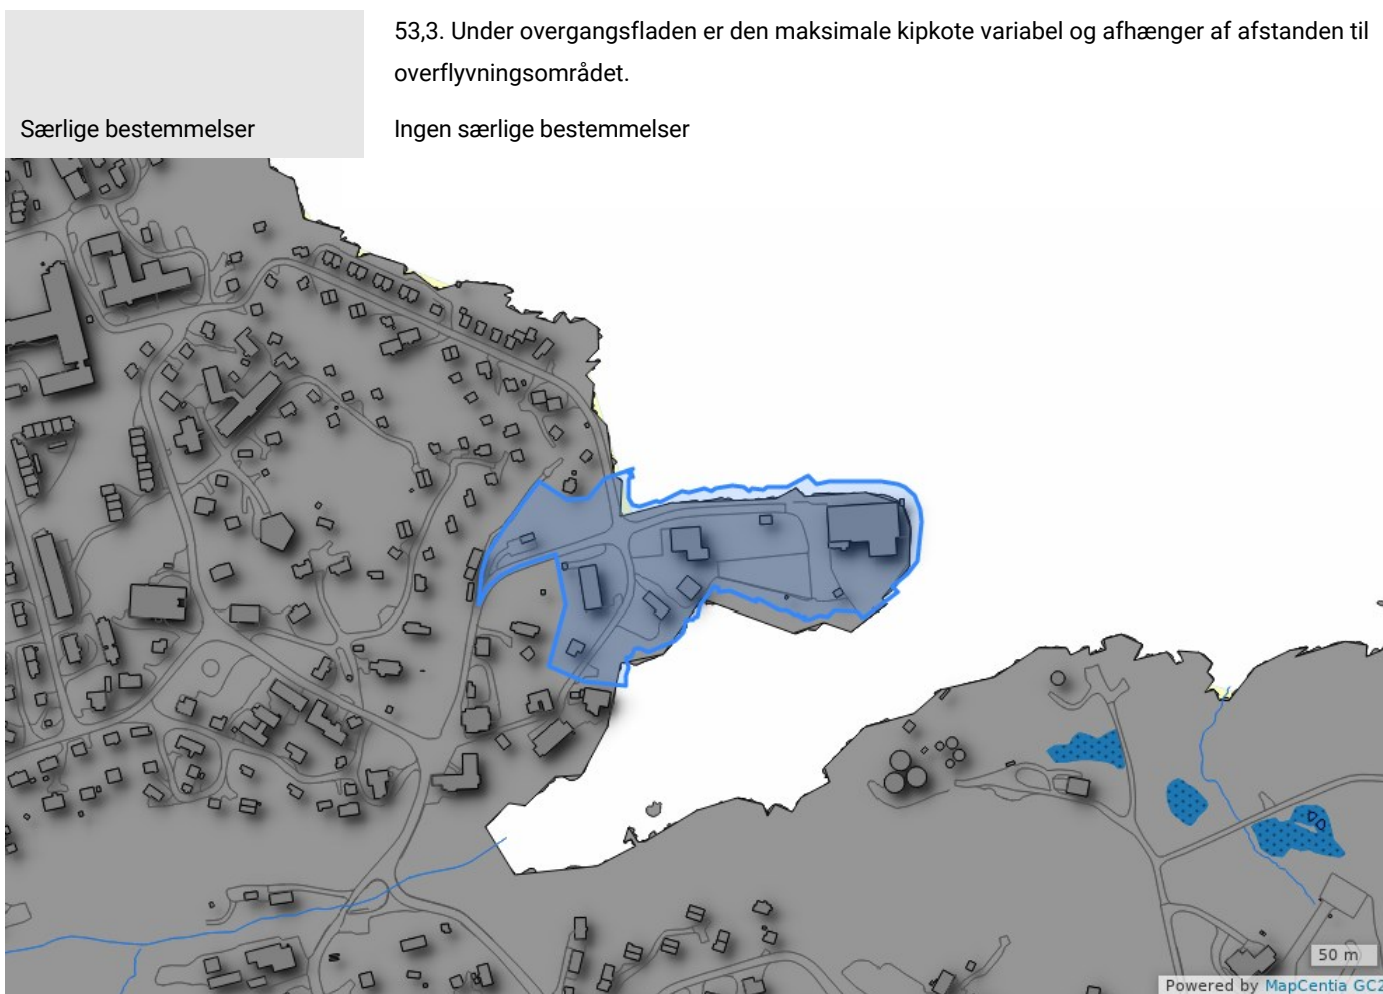 53,3. Under overgangsfladen er den maksimale kipkote variabel og afhænger af afstanden til
overflyvningsområdet.
Særlige bestemmelser Ingen særlige bestemmelser
50 m
Powered by MapCentia GC2